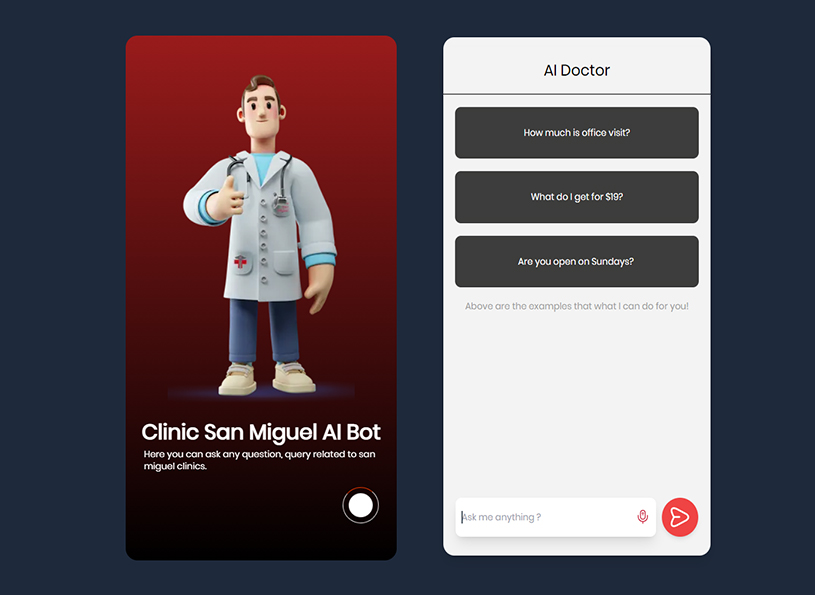 Clinic San Miguel AI Bot
Here you can ask any question, query related to san
miguel clinics.
AI Doctor
How much is office visit?
What do I get for $19?
Are you open on Sundays?
Above are the examples that what I can do for you!
Ask me anything ?